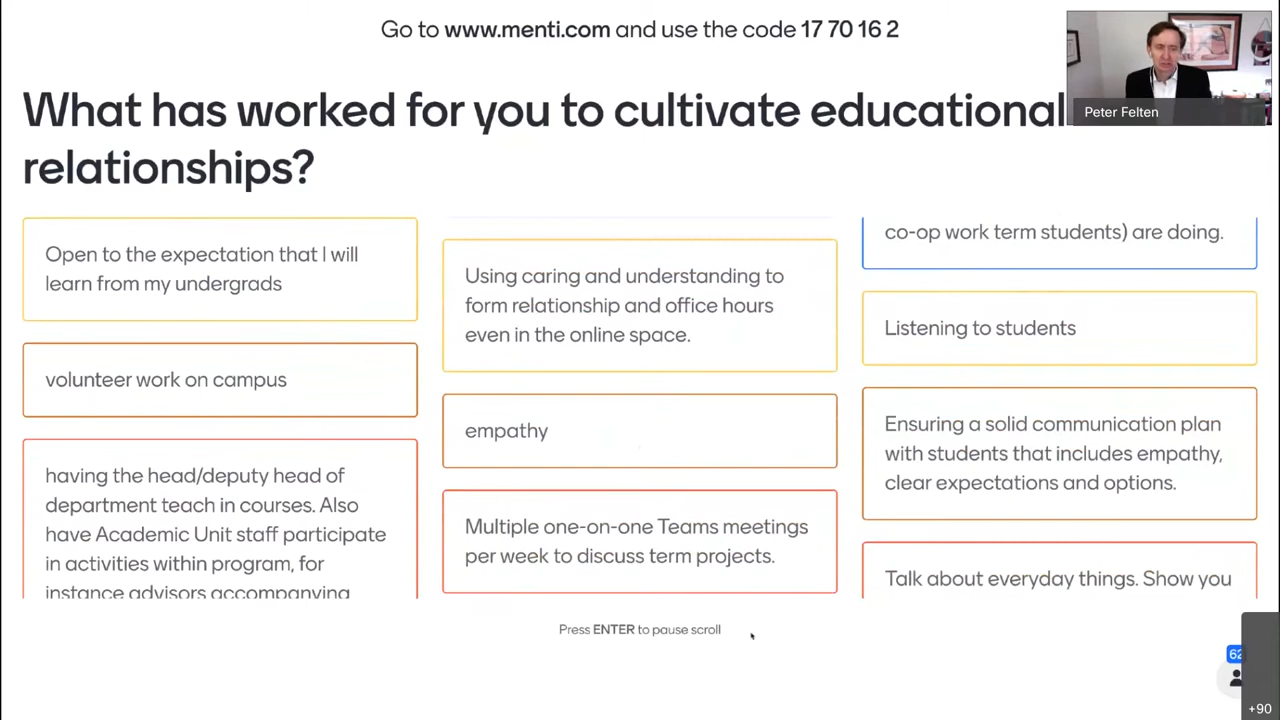 Go to www.menti.com and use the code 17 70 16 2
Peter Felten
What has worked for you to cultivate educational
relationships?
Open to the expectation that I will
learn from my undergrads
volunteer work on campus
having the head/deputy head of
department teach in courses. Also
have Academic Unit staff participate
in activities within program, for
instance advisors accompanying
Using caring and understanding to
form relationship and office hours
even in the online space.
empathy
Multiple one-on-one Teams meetings
per week to discuss term projects.
co-op work term students) are doing.
Listening to students
Ensuring a solid communication plan
with students that includes empathy,
clear expectations and options.
Talk about everyday things. Show you
Press ENTER to pause scroll
62
+90